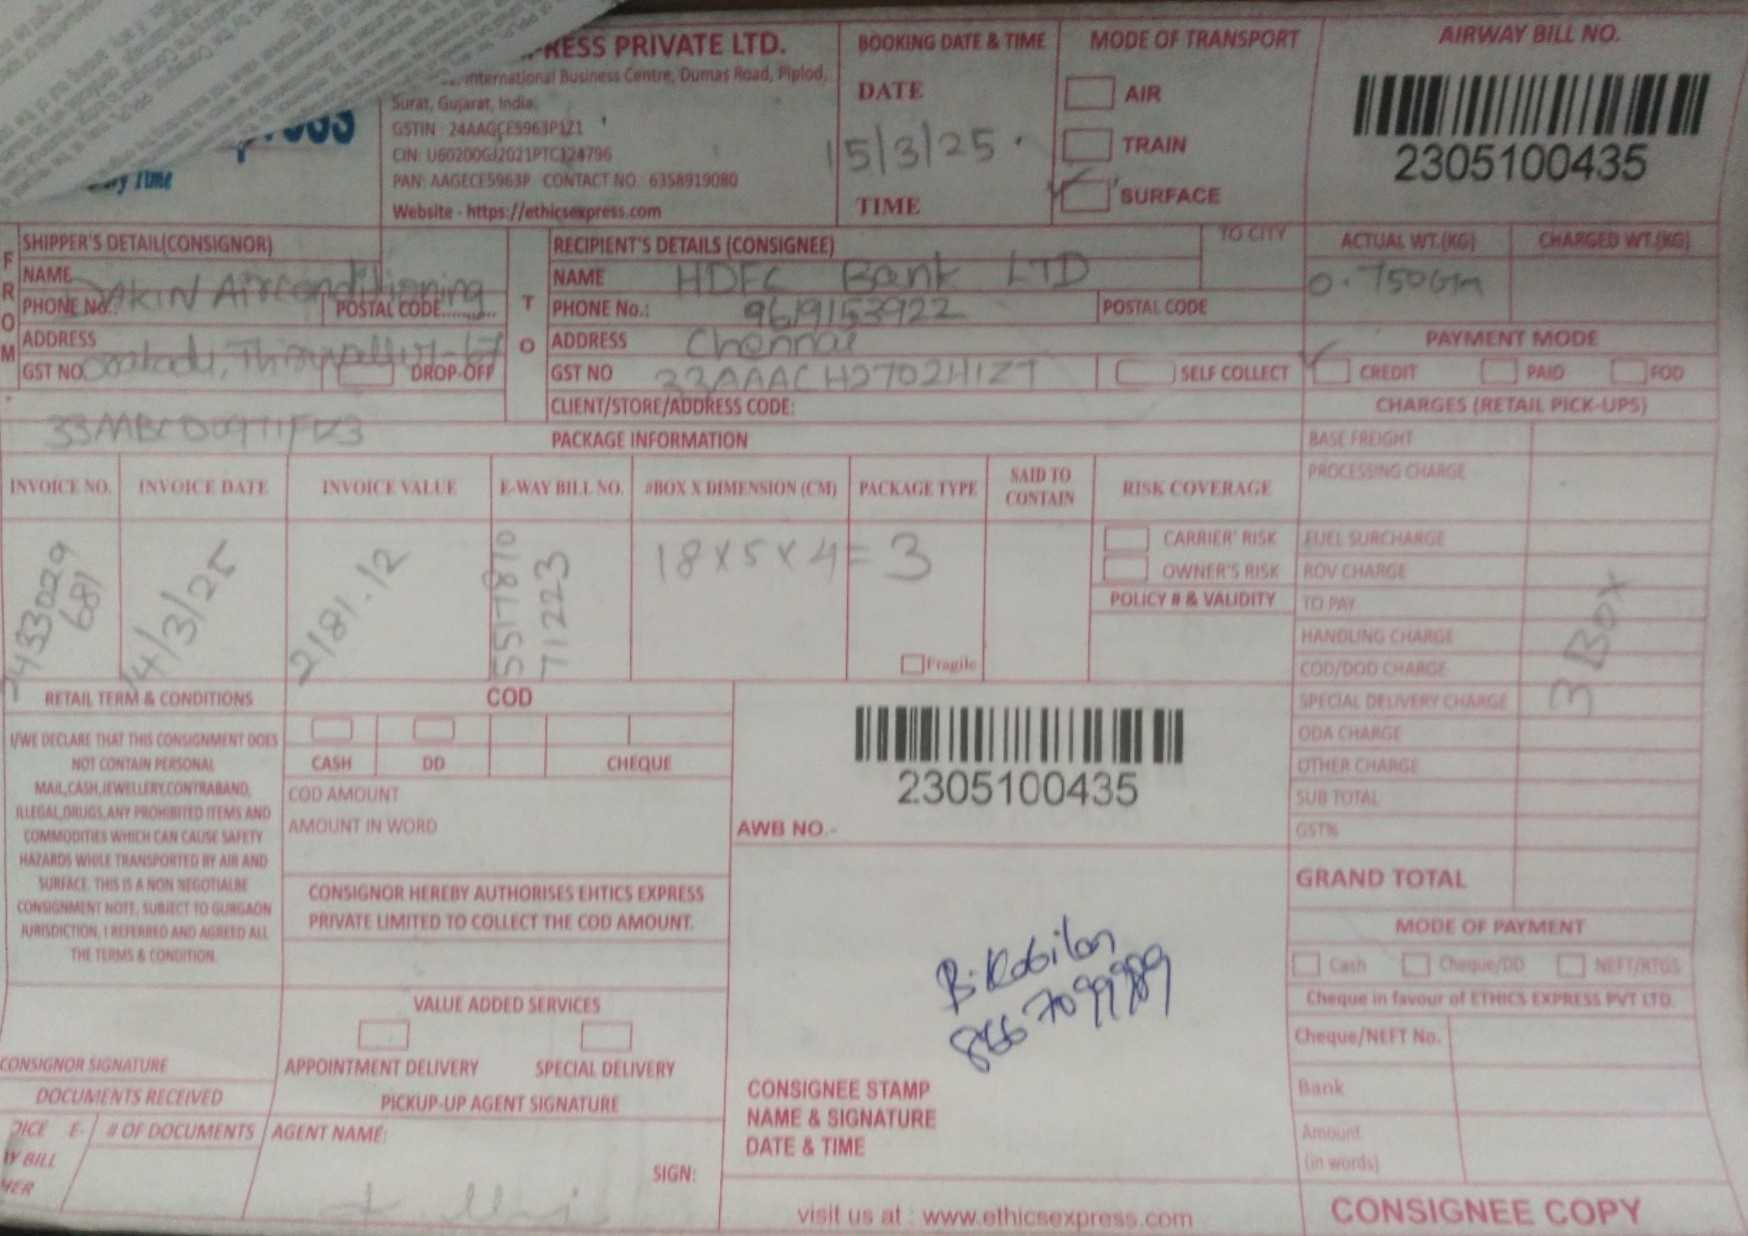 RESS PRIVATE LTD.
International Business Centre, Dumas Road, Piplod,
Surat, Gujarat, India.
GSTIN : 24AAGCE5963P1Z1
CIN: U60200GJ2021PTC124796
PAN: AAGECE5963P CONTACT NO. 6358919080
Website - https://ethicsexpress.com
Time
BOOKING DATE & TIME
DATE
15/3/25
TIME
MODE OF TRANSPORT
AIR
TRAIN
SURFACE
AIRWAY BILL NO.
2305100435
FROM
SHIPPER'S DETAIL(CONSIGNOR)
NAME
Airconditioning
PHONE No.:
POSTAL CODE.........
ADDRESS
GST NO
DROP-OFF
TO
RECIPIENT'S DETAILS (CONSIGNEE)
TO CITY
NAME HDFC Bank LTD
PHONE No.: 9619153922
POSTAL CODE
ADDRESS Chennai
GST NO 33AAACH2702H1ZT
SELF COLLECT
CLIENT/STORE/ADDRESS CODE:
ACTUAL WT.(KG)
CHARGED WT.(KG)
0.750Gm
PAYMENT MODE
CREDIT PAID FOD
CHARGES (RETAIL PICK-UPS)
PACKAGE INFORMATION
INVOICE NO. INVOICE DATE INVOICE VALUE E-WAY BILL NO. #BOX X DIMENSION (CM) PACKAGE TYPE SAID TO CONTAIN RISK COVERAGE
2433029
681
14/3/25
2181.12
5517810
71223
18x5x4=3
Fragile
CARRIER' RISK
OWNER'S RISK
POLICY # & VALIDITY
BASE FREIGHT
PROCESSING CHARGE
FUEL SURCHARGE
ROV CHARGE
TO PAY
HANDLING CHARGE
COD/DOD CHARGE
SPECIAL DELIVERY CHARGE
ODA CHARGE
OTHER CHARGE
SUB TOTAL
GST%
GRAND TOTAL
3 Box
RETAIL TERM & CONDITIONS
I/WE DECLARE THAT THIS CONSIGNMENT DOES
NOT CONTAIN PERSONAL
MAIL,CASH,JEWELLERY,CONTRABAND,
ILLEGAL,DRUGS,ANY PROHIBITED ITEMS AND
COMMODITIES WHICH CAN CAUSE SAFETY
HAZARDS WHILE TRANSPORTED BY AIR AND
SURFACE. THIS IS A NON NEGOTIALBE
CONSIGNMENT NOTE, SUBJECT TO GURGAON
JURISDICTION, I REFERRED AND AGREED ALL
THE TERMS & CONDITION.
COD
CASH DD CHEQUE
COD AMOUNT
AMOUNT IN WORD
CONSIGNOR HEREBY AUTHORISES EHTICS EXPRESS
PRIVATE LIMITED TO COLLECT THE COD AMOUNT.
2305100435
AWB NO.-
B. Kabilan
8667099989
VALUE ADDED SERVICES
APPOINTMENT DELIVERY SPECIAL DELIVERY
CONSIGNOR SIGNATURE
DOCUMENTS RECEIVED
PICKUP-UP AGENT SIGNATURE
# OF DOCUMENTS
AGENT NAME:
SIGN:
CONSIGNEE STAMP
NAME & SIGNATURE
DATE & TIME
visit us at : www.ethicsexpress.com
MODE OF PAYMENT
Cash Cheque/DD NEFT/RTGS
Cheque in favour of ETHICS EXPRESS PVT LTD.
Cheque/NEFT No.
Bank
Amount
(in words)
CONSIGNEE COPY